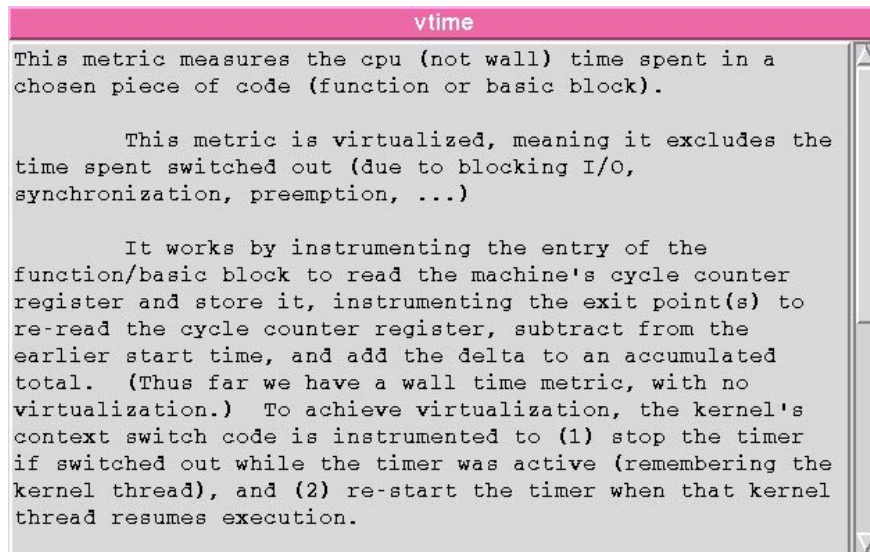 vtime
This metric measures the cpu (not wall) time spent in a
chosen piece of code (function or basic block).
This metric is virtualized, meaning it excludes the
time spent switched out (due to blocking I/O,
synchronization, preemption, ...)
It works by instrumenting the entry of the
function/basic block to read the machine's cycle counter
register and store it, instrumenting the exit point(s) to
re-read the cycle counter register, subtract from the
earlier start time, and add the delta to an accumulated
total.  (Thus far we have a wall time metric, with no
virtualization.)  To achieve virtualization, the kernel's
context switch code is instrumented to (1) stop the timer
if switched out while the timer was active (remembering the
kernel thread), and (2) re-start the timer when that kernel
thread resumes execution.